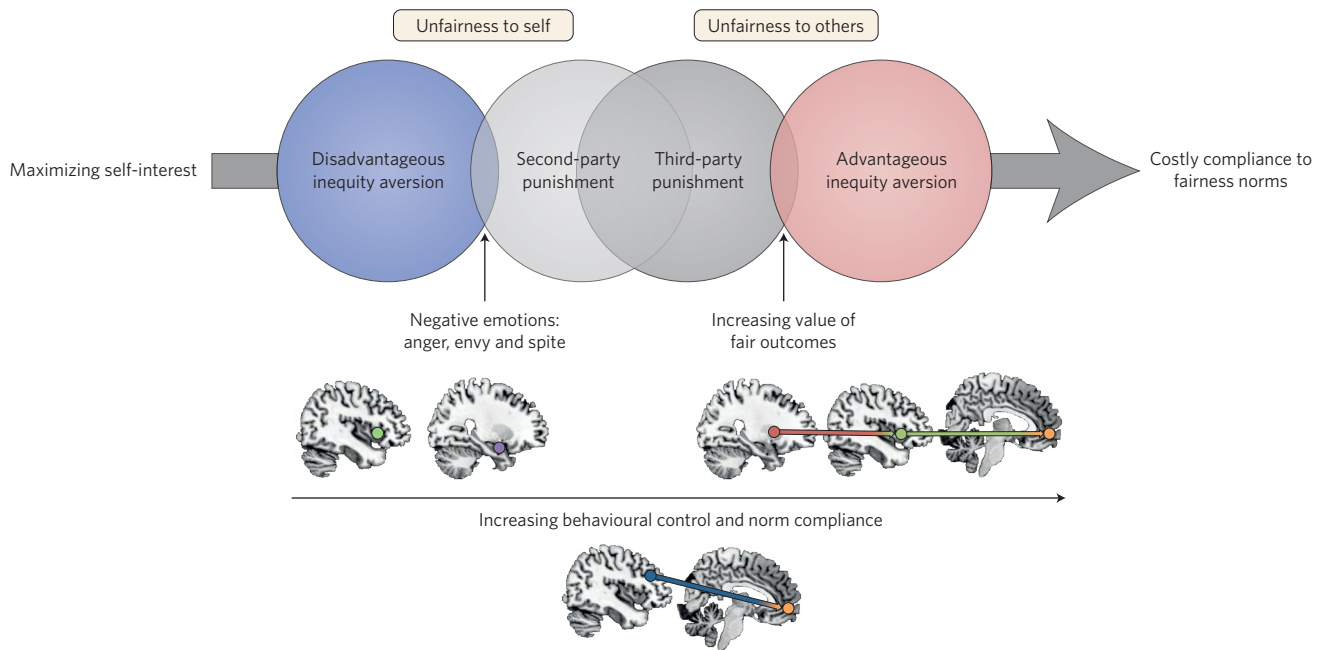 Unfairness to self
Unfairness to others
Maximizing self-interest
Disadvantageous
inequity aversion
Second-party
punishment
Third-party
punishment
Advantageous
inequity aversion
Costly compliance to
fairness norms
Negative emotions:
anger, envy and spite
Increasing value of
fair outcomes
Increasing behavioural control and norm compliance